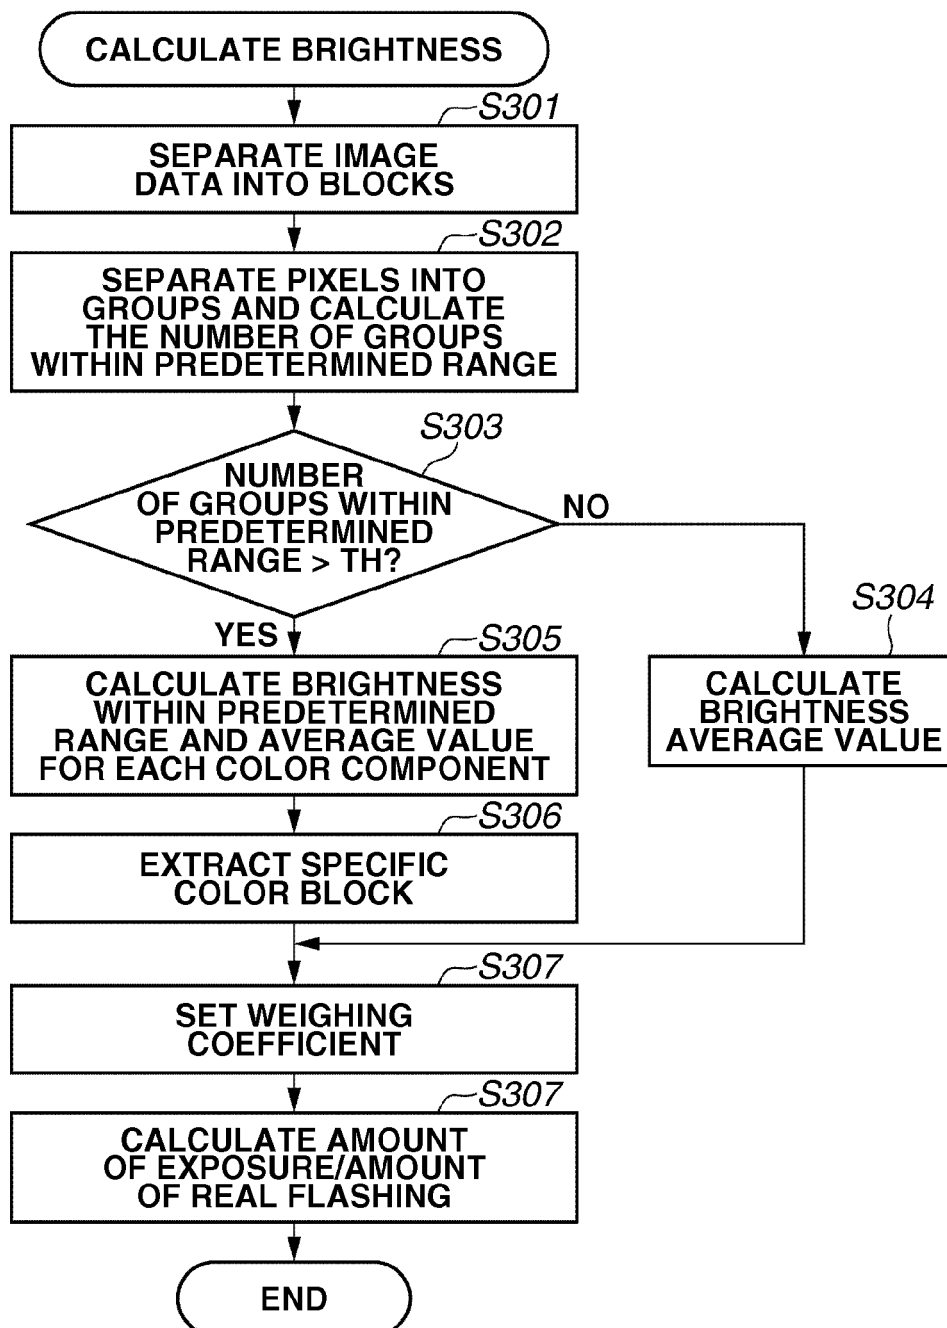 CALCULATE BRIGHTNESS
S301
SEPARATE IMAGE
DATA INTO BLOCKS
S302
SEPARATE PIXELS INTO
GROUPS AND CALCULATE
THE NUMBER OF GROUPS
WITHIN PREDETERMINED RANGE
S303
NUMBER
OF GROUPS WITHIN
PREDETERMINED
RANGE > TH?
NO
YES
S304
CALCULATE
BRIGHTNESS
AVERAGE VALUE
S305
CALCULATE BRIGHTNESS
WITHIN PREDETERMINED
RANGE AND AVERAGE VALUE
FOR EACH COLOR COMPONENT
S306
EXTRACT SPECIFIC
COLOR BLOCK
S307
SET WEIGHING
COEFFICIENT
S307
CALCULATE AMOUNT
OF EXPOSURE/AMOUNT
OF REAL FLASHING
END